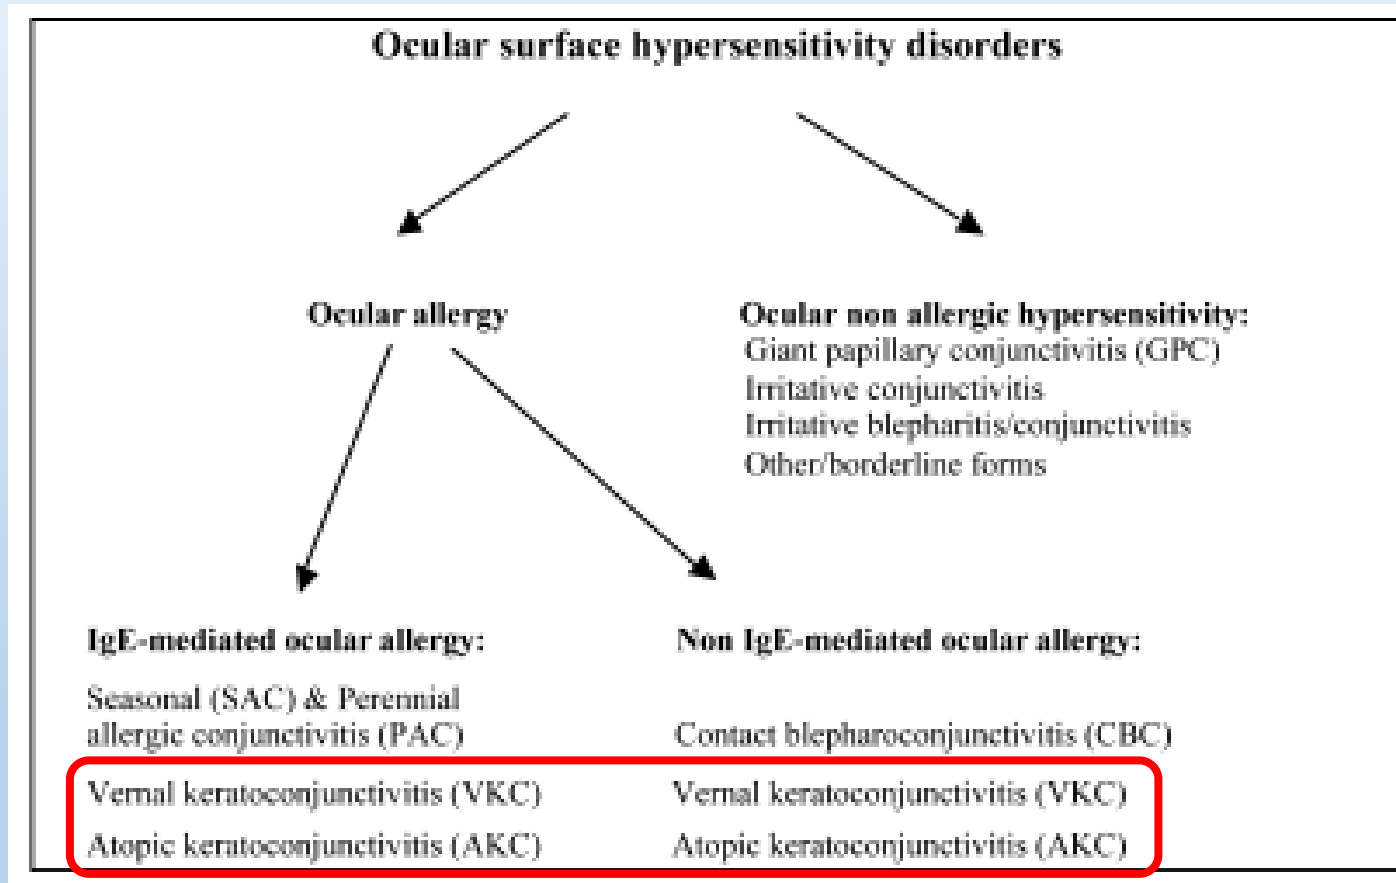 Ocular surface hypersensitivity disorders
Ocular allergy
Ocular non allergic hypersensitivity:
Giant papillary conjunctivitis (GPC)
Irritative conjunctivitis
Irritative blepharitis/conjunctivitis
Other/borderline forms
IgE-mediated ocular allergy:
Seasonal (SAC) & Perennial
allergic conjunctivitis (PAC)
Vernal keratoconjunctivitis (VKC)
Atopic keratoconjunctivitis (AKC)
Non IgE-mediated ocular allergy:
Contact blepharoconjunctivitis (CBC)
Vernal keratoconjunctivitis (VKC)
Atopic keratoconjunctivitis (AKC)